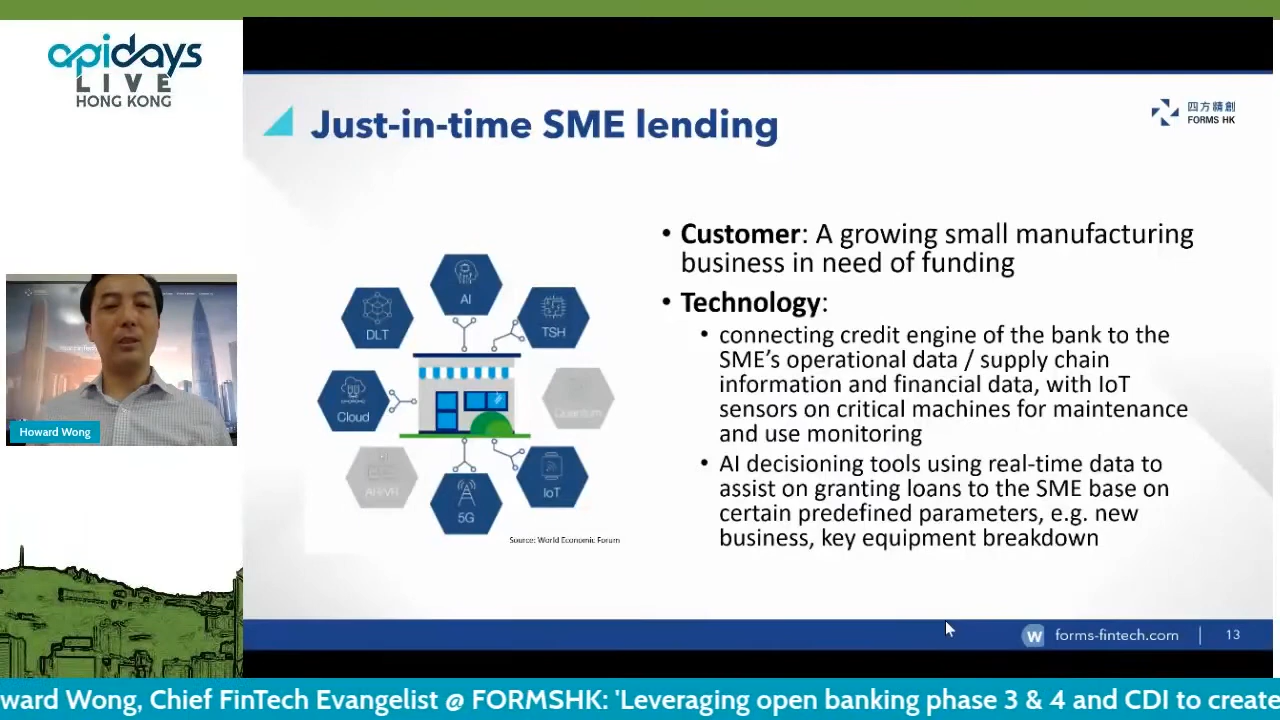 apidays
LIVE
HONG KONG
Just-in-time SME lending
四方精創
FORMS HK
• Customer: A growing small manufacturing
business in need of funding
• Technology:
• connecting credit engine of the bank to the
SME's operational data / supply chain
information and financial data, with IoT
sensors on critical machines for maintenance
and use monitoring
• AI decisioning tools using real-time data to
assist on granting loans to the SME base on
certain predefined parameters, e.g. new
business, key equipment breakdown
AI
DLT
TSH
Cloud
Quantum
AR/VR
IoT
5G
Source: World Economic Forum
Howard Wong
W forms-fintech.com
13
ward Wong, Chief FinTech Evangelist @ FORMSHK: 'Leveraging open banking phase 3 & 4 and CDI to create